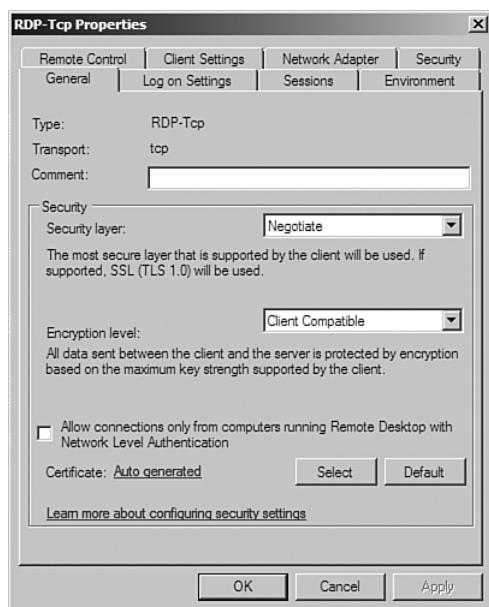 RDP-Tcp Properties
Remote Control Client Settings Network Adapter Security
General Log on Settings Sessions Environment
Type: RDP-Tcp
Transport: tcp
Comment:
Security
Security layer: Negotiate
The most secure layer that is supported by the client will be used. If
supported, SSL (TLS 1.0) will be used.
Encryption level: Client Compatible
All data sent between the client and the server is protected by encryption
based on the maximum key strength supported by the client.
Allow connections only from computers running Remote Desktop with
Network Level Authentication
Certificate: Auto generated Select Default
Learn more about configuring security settings
OK Cancel Apply